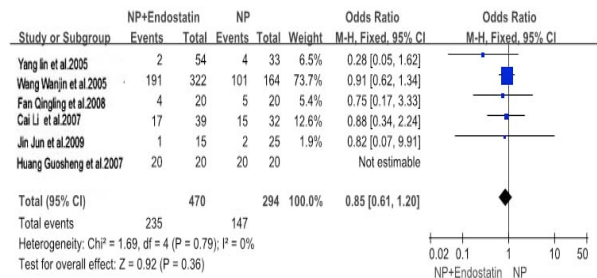 NP+Endostatin NP Odds Ratio Odds Ratio
Study or Subgroup Events Total Events Total Weight M-H, Fixed, 95% CI M-H, Fixed, 95% CI
Yang lin et al.2005 2 54 4 33 6.5% 0.28 [0.05, 1.62]
Wang Wanjin et al.2005 191 322 101 164 73.7% 0.91 [0.62, 1.34]
Fan Qingling et al.2008 4 20 5 20 5.4% 0.75 [0.17, 3.33]
Cai Li et al.2007 17 39 15 32 12.6% 0.88 [0.34, 2.24]
Jin Jun et al.2009 1 15 2 25 1.9% 0.82 [0.07, 9.91]
Huang Guosheng et al.2007 20 20 20 20 Not estimable
Total (95% CI) 470 294 100.0% 0.85 [0.61, 1.20]
Total events 235 147
Heterogeneity: Chi² = 1.69, df = 4 (P = 0.79); I² = 0%
Test for overall effect: Z = 0.92 (P = 0.36)
0.02 0.1 1 10 50
NP+Endostatin NP